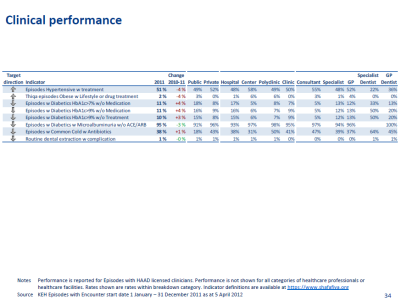 Clinical performance
Target Change Specialist GP
direction Indicator 2011 2010-11 Public Private Hospital Center Polyclinic Clinic Consultant Specialist GP Dentist Dentist
Episodes Hypertensive w treatment 51 % -4 % 49% 52% 48% 58% 49% 50% 55% 48% 52% 22% 36%
Thiga episodes Obese w Lifestyle or drug treatment 2 % -4 % 3% 0% 1% 6% 6% 0% 3% 1% 4% 0% 0%
Episodes w Diabetics HbA1c>7% w/o Medication 11 % +4 % 18% 8% 17% 5% 8% 7% 5% 13% 12% 33% 13%
Episodes w Diabetics HbA1c>8% w/o Medication 11 % +4 % 16% 9% 16% 6% 7% 9% 5% 12% 13% 50% 20%
Episodes w Diabetics HbA1c>9% w/o Treatment 10 % +3 % 15% 8% 15% 6% 7% 9% 5% 12% 13% 50% 20%
Episodes w Diabetics w Microalbuminuria w/o ACE/ARB 95 % -3 % 91% 96% 93% 97% 98% 95% 97% 94% 96% 100%
Episodes w Common Cold w Antibiotics 38 % +1 % 18% 43% 38% 31% 50% 41% 47% 39% 37% 64% 45%
Routine dental extraction w complication 1 % -0 % 1% 1% 1% 1% 1% 0% 0% 0% 0% 1% 1%
Notes Performance is reported for Episodes with HAAD licensed clinicians. Performance is not shown for all categories of healthcare professionals or
healthcare facilities. Rates shown are rates within breakdown category. Indicator definitions are available at https://www.shafafiya.org
Source KEH Episodes with Encounter start date 1 January – 31 December 2011 as at 5 April 2012
34